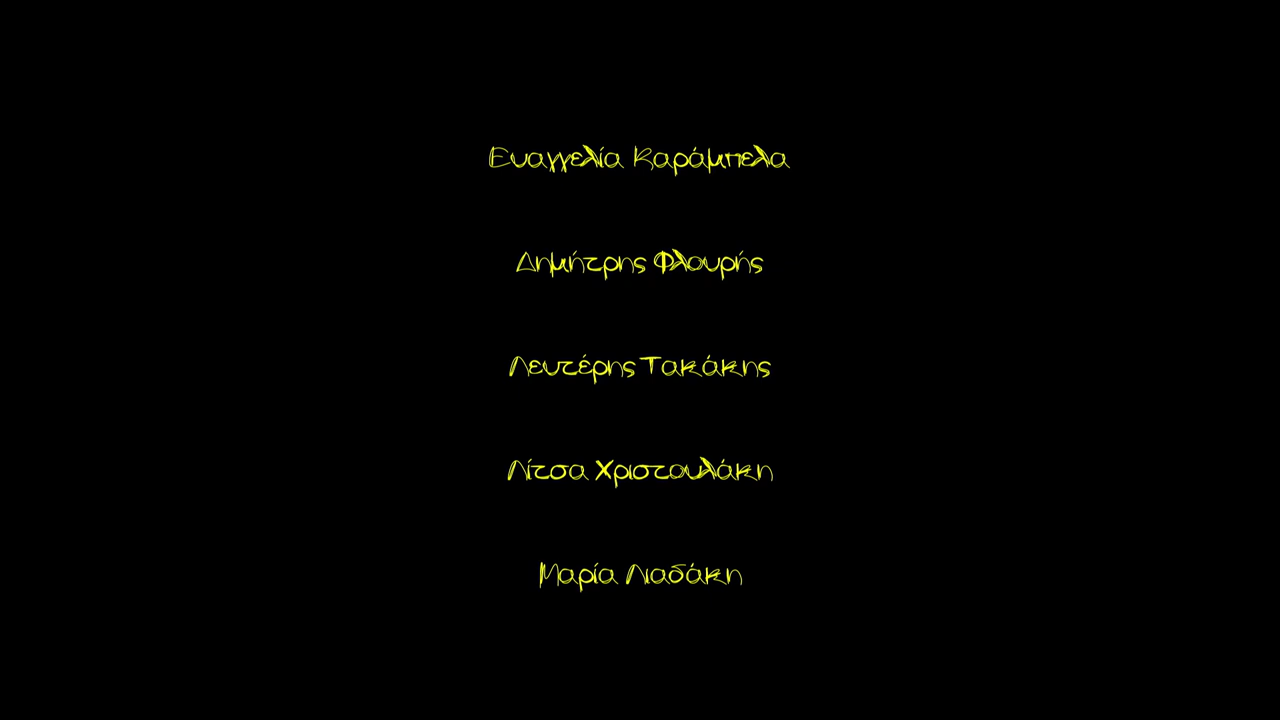 Ευαγγελία Καράμπελα
Δημήτρης Φλουρής
Λευτέρης Τακάκης
Λίτσα Χριστουλάκη
Μαρία Λιαδάκη